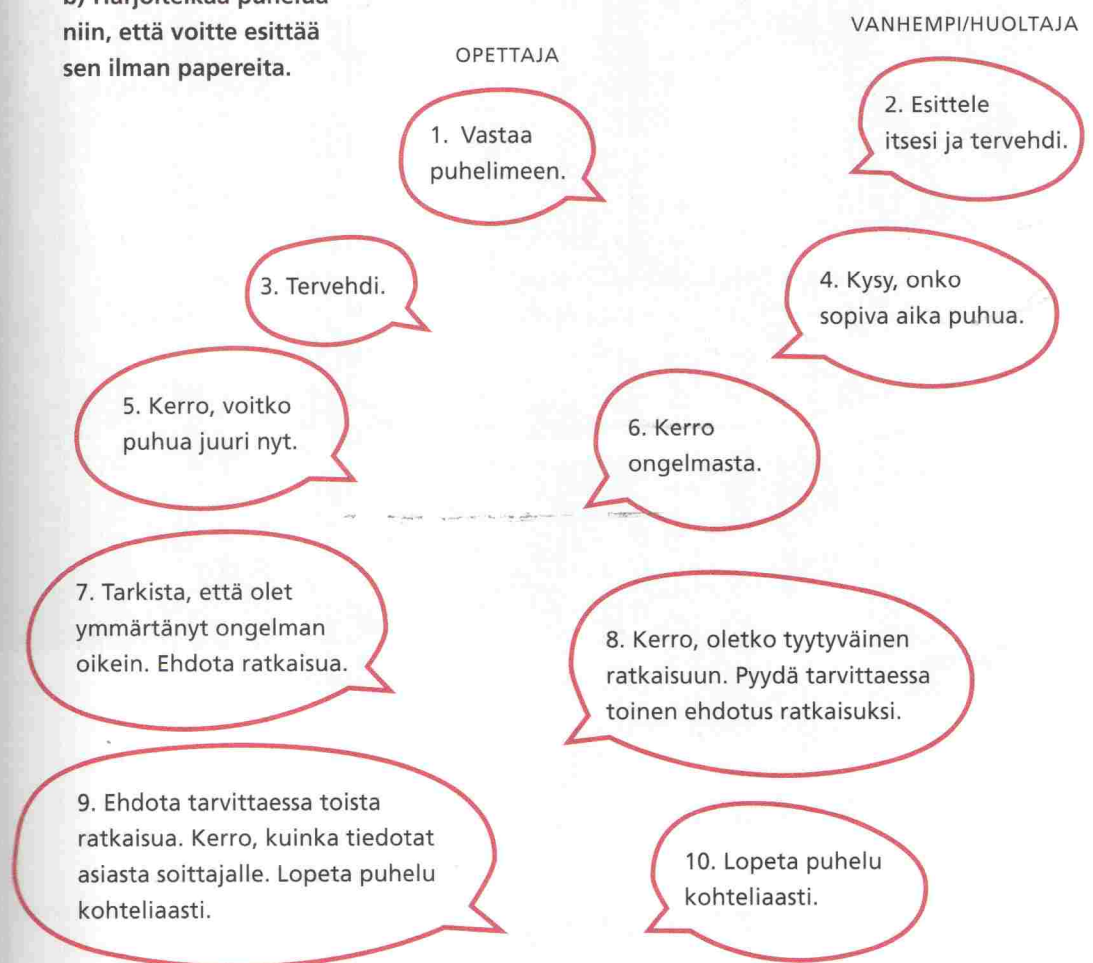 niin, että voitte esittää
sen ilman papereita.
OPETTAJA
VANHEMPI/HUOLTAJA
1. Vastaa
puhelimeen.
2. Esittele
itsesi ja tervehdi.
3. Tervehdi.
4. Kysy, onko
sopiva aika puhua.
5. Kerro, voitko
puhua juuri nyt.
6. Kerro
ongelmasta.
7. Tarkista, että olet
ymmärtänyt ongelman
oikein. Ehdota ratkaisua.
8. Kerro, oletko tyytyväinen
ratkaisuun. Pyydä tarvittaessa
toinen ehdotus ratkaisuksi.
9. Ehdota tarvittaessa toista
ratkaisua. Kerro, kuinka tiedotat
asiasta soittajalle. Lopeta puhelu
kohteliaasti.
10. Lopeta puhelu
kohteliaasti.